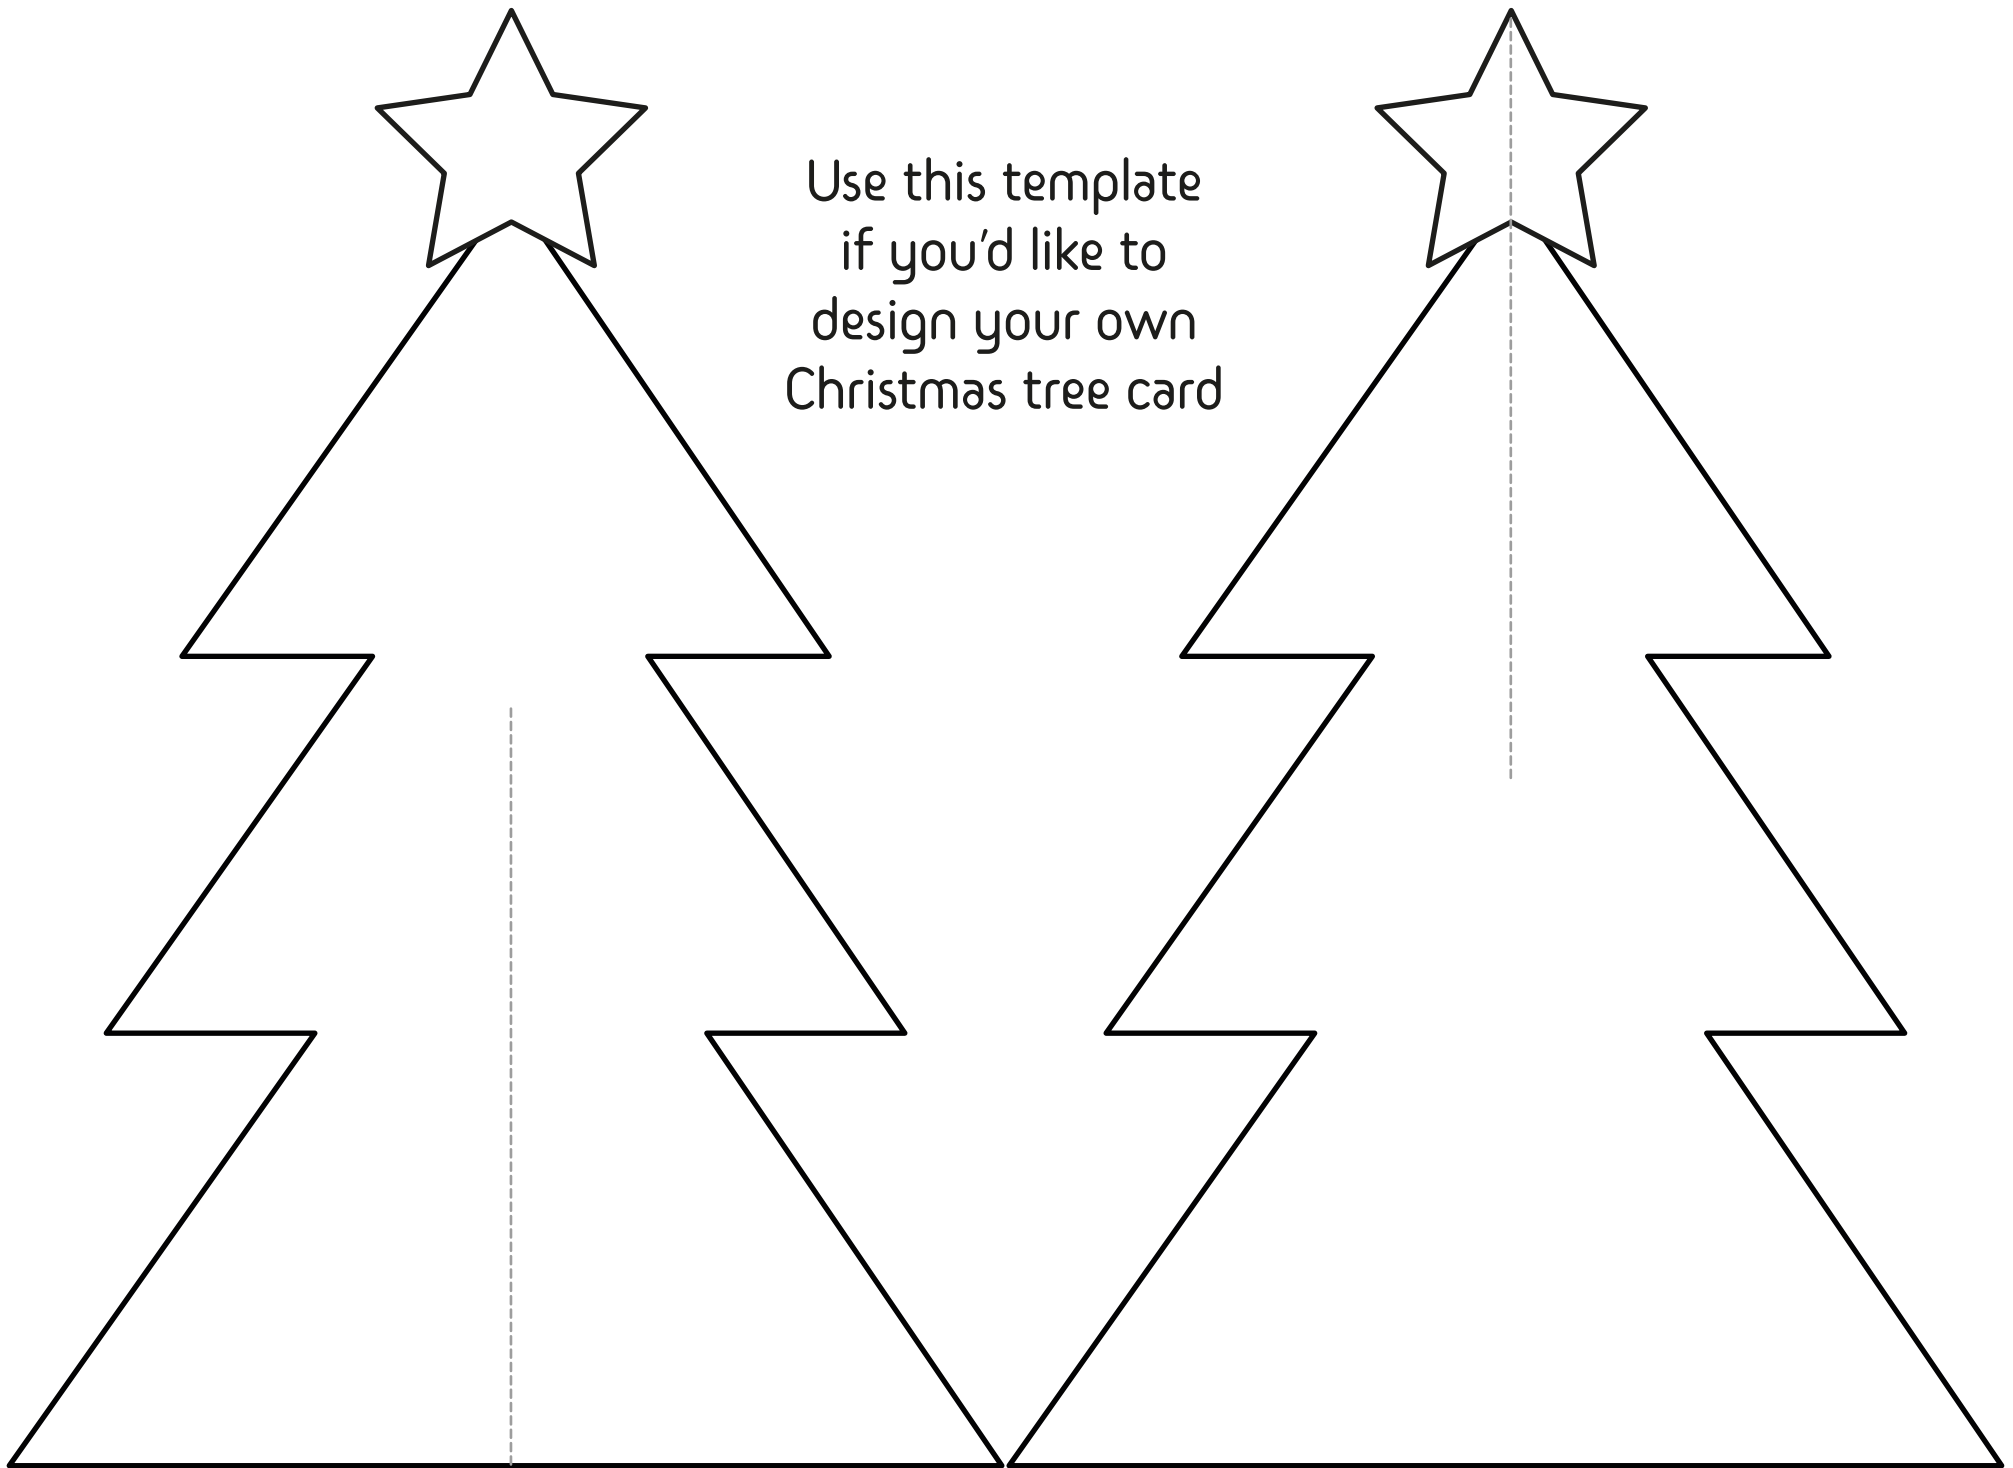 Use this template
if you'd like to
design your own
Christmas tree card